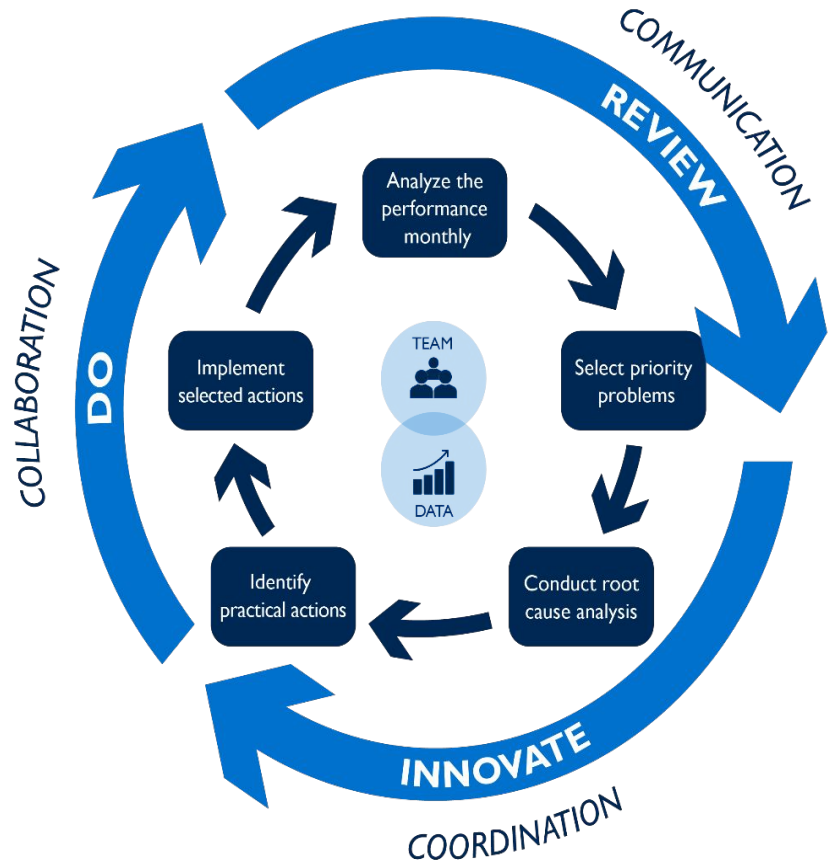 COMMUNICATION
REVIEW
Analyze the
performance
monthly
Select priority
problems
Conduct root
cause analysis
Identify
practical actions
Implement
selected actions
TEAM
DATA
DO
COLLABORATION
INNOVATE
COORDINATION